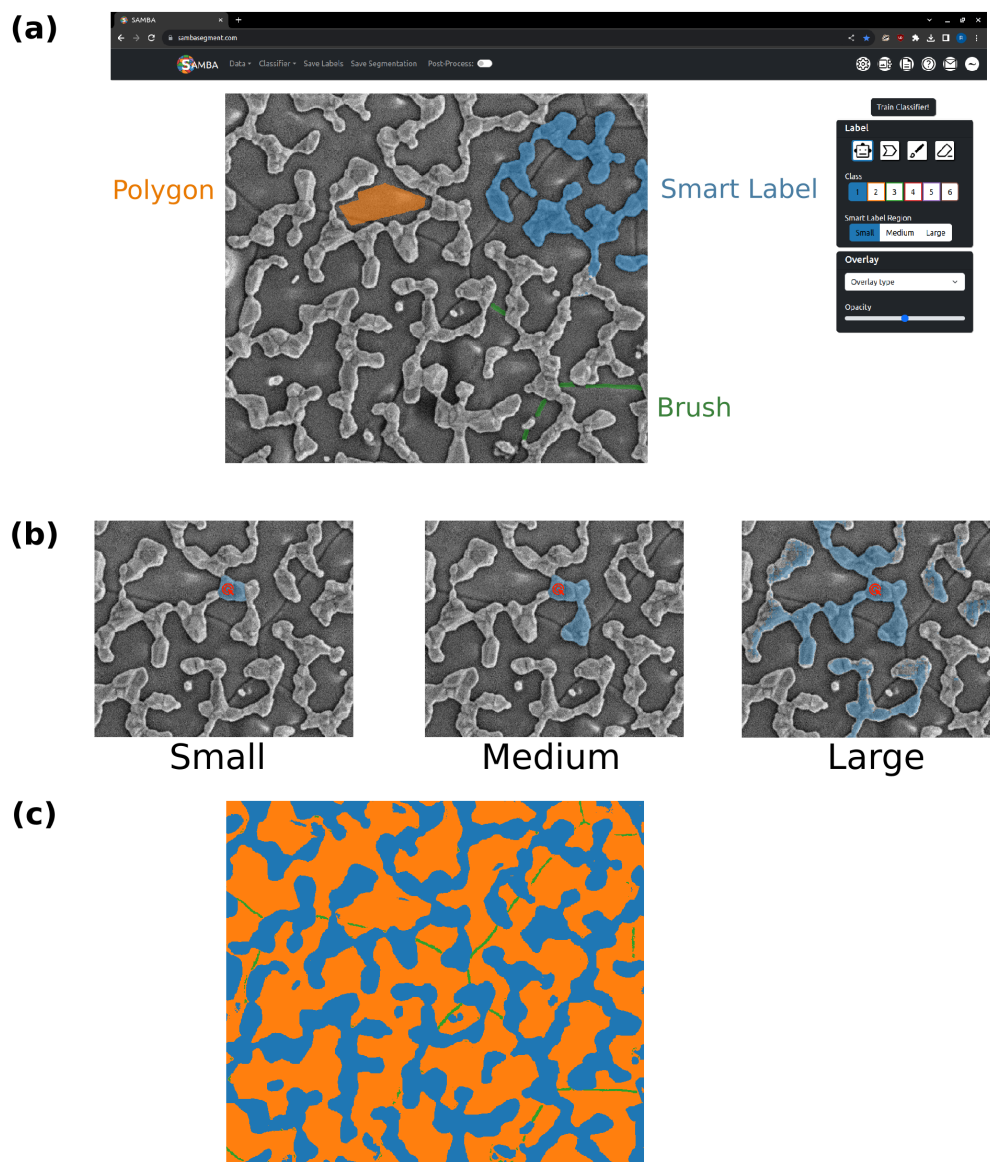 (a)
SAMBA
sambasegment.com
SAMBA
Data
Classifier
Save Labels
Save Segmentation
Post-Process:
Train Classifier!
Label
Class
1 2 3 4 5 6
Smart Label Region
Small Medium Large
Overlay
Overlay type
Opacity
Polygon
Smart Label
Brush
(b)
Small
Medium
Large
(c)